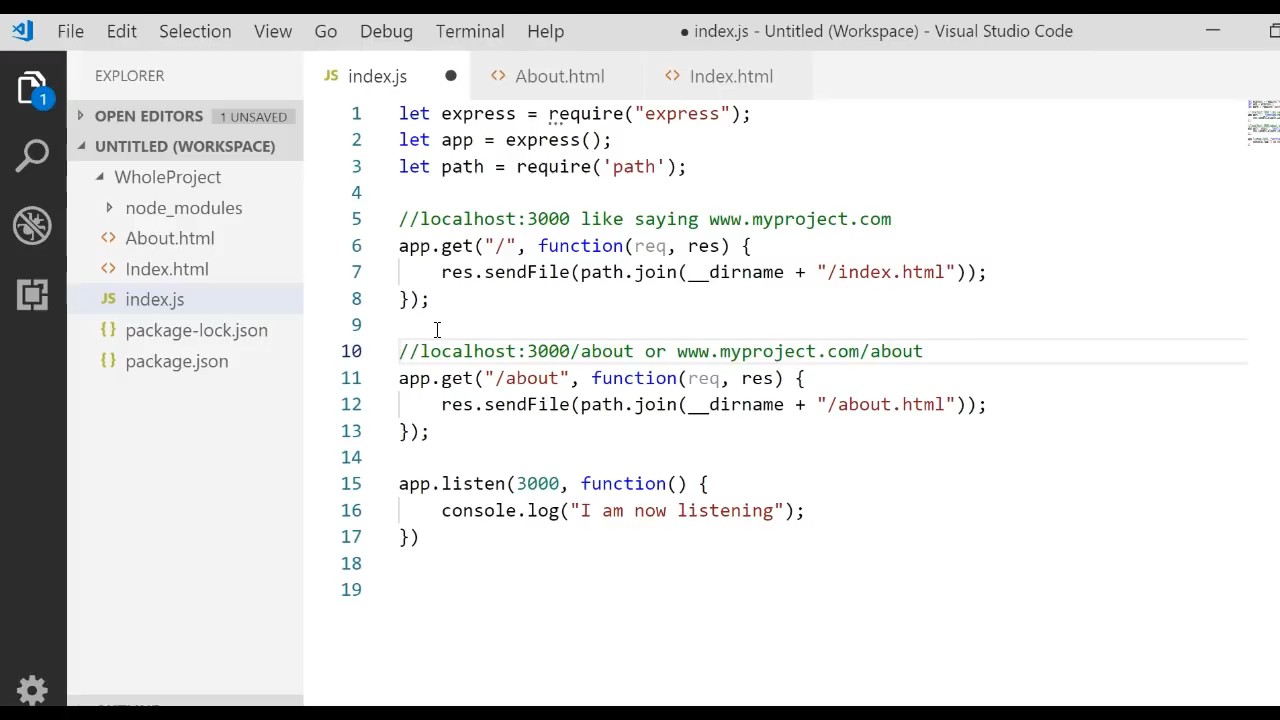 File Edit Selection View Go Debug Terminal Help ● index.js - Untitled (Workspace) - Visual Studio Code
EXPLORER
1
OPEN EDITORS 1 UNSAVED
UNTITLED (WORKSPACE)
WholeProject
node_modules
About.html
Index.html
JS index.js
{} package-lock.json
{} package.json
JS index.js ● <> About.html <> Index.html
1 let express = require("express");
2 let app = express();
3 let path = require('path');
4
5 //localhost:3000 like saying www.myproject.com
6 app.get("/", function(req, res) {
7 res.sendFile(path.join(__dirname + "/index.html"));
8 });
9
10 //localhost:3000/about or www.myproject.com/about
11 app.get("/about", function(req, res) {
12 res.sendFile(path.join(__dirname + "/about.html"));
13 });
14
15 app.listen(3000, function() {
16 console.log("I am now listening");
17 })
18
19